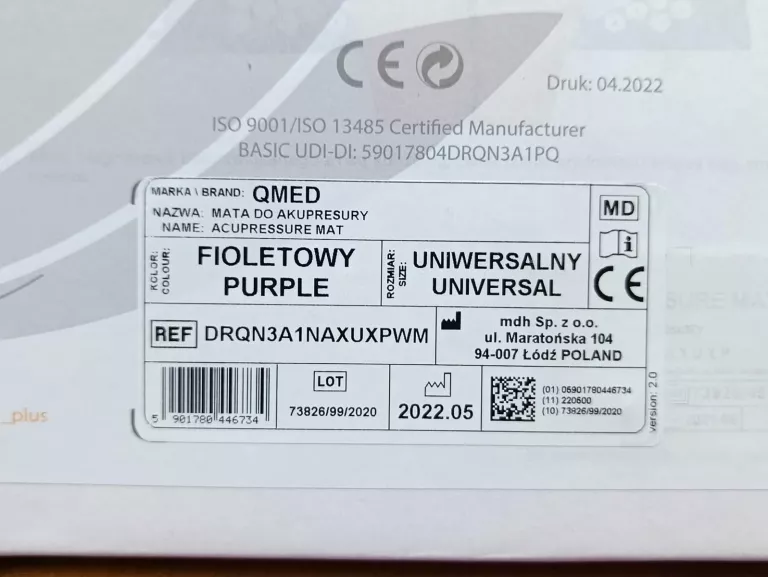 CE
Druk: 04.2022
ISO 9001/ISO 13485 Certified Manufacturer
BASIC UDI-DI: 59017804DRQN3A1PQ
MARKA \ BRAND: QMED
NAZWA: MATA DO AKUPRESURY
NAME: ACUPRESSURE MAT
MD
i
CE
KOLOR:
COLOUR:
FIOLETOWY
PURPLE
ROZMIAR:
SIZE:
UNIWERSALNY
UNIVERSAL
REF DRQN3A1NAXUXPWM
mdh Sp. z o.o.
ul. Maratońska 104
94-007 Łódź POLAND
5 901780 446734
LOT
73826/99/2020
2022.05
(01) 06901780446734
(11) 220600
(10) 73826/99/2020
version: 2.0
_plus